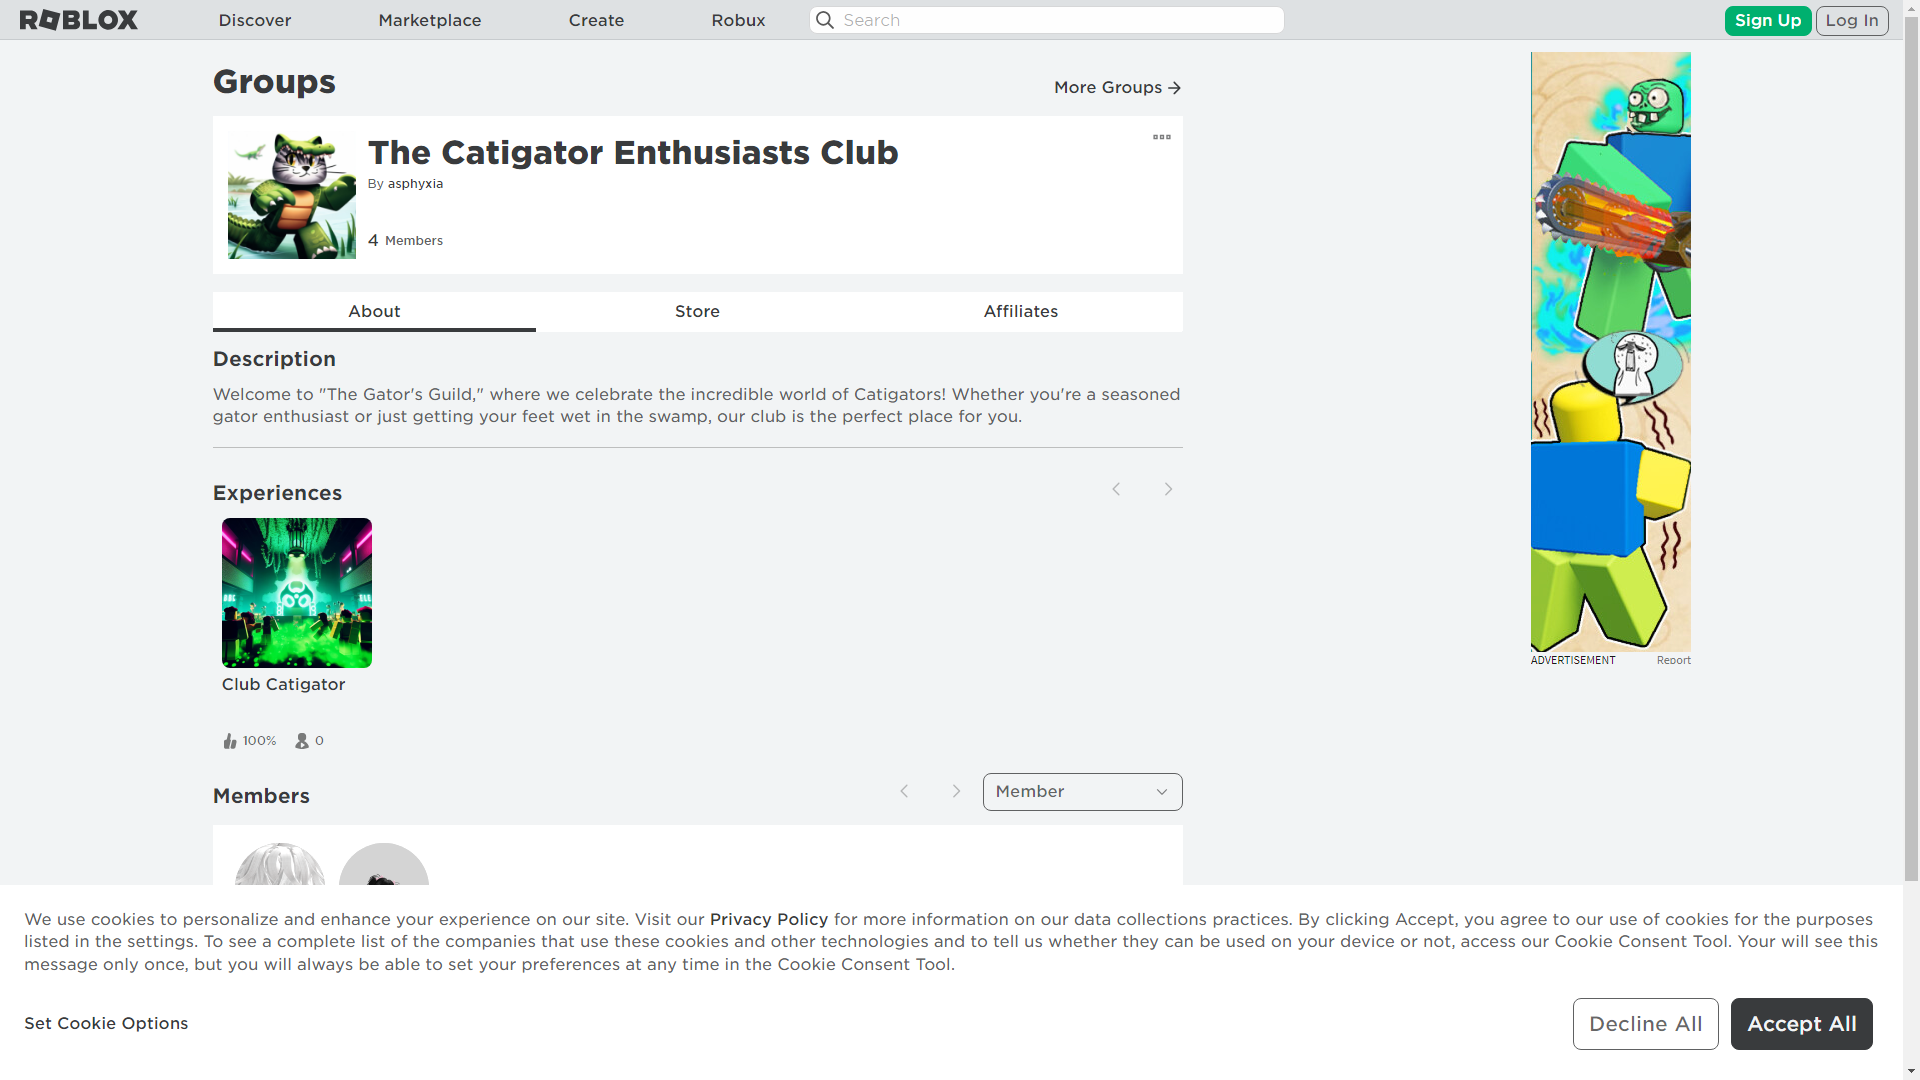 ROBLOX
Discover
Marketplace
Create
Robux
Search
Sign Up
Log In
Groups
More Groups
The Catigator Enthusiasts Club
By asphyxia
4 Members
About
Store
Affiliates
Description
Welcome to "The Gator's Guild," where we celebrate the incredible world of Catigators! Whether you're a seasoned
gator enthusiast or just getting your feet wet in the swamp, our club is the perfect place for you.
Experiences
Club Catigator
100%
0
Members
Member
ADVERTISEMENT
Report
We use cookies to personalize and enhance your experience on our site. Visit our Privacy Policy for more information on our data collections practices. By clicking Accept, you agree to our use of cookies for the purposes
listed in the settings. To see a complete list of the companies that use these cookies and other technologies and to tell us whether they can be used on your device or not, access our Cookie Consent Tool. Your will see this
message only once, but you will always be able to set your preferences at any time in the Cookie Consent Tool.
Set Cookie Options
Decline All
Accept All